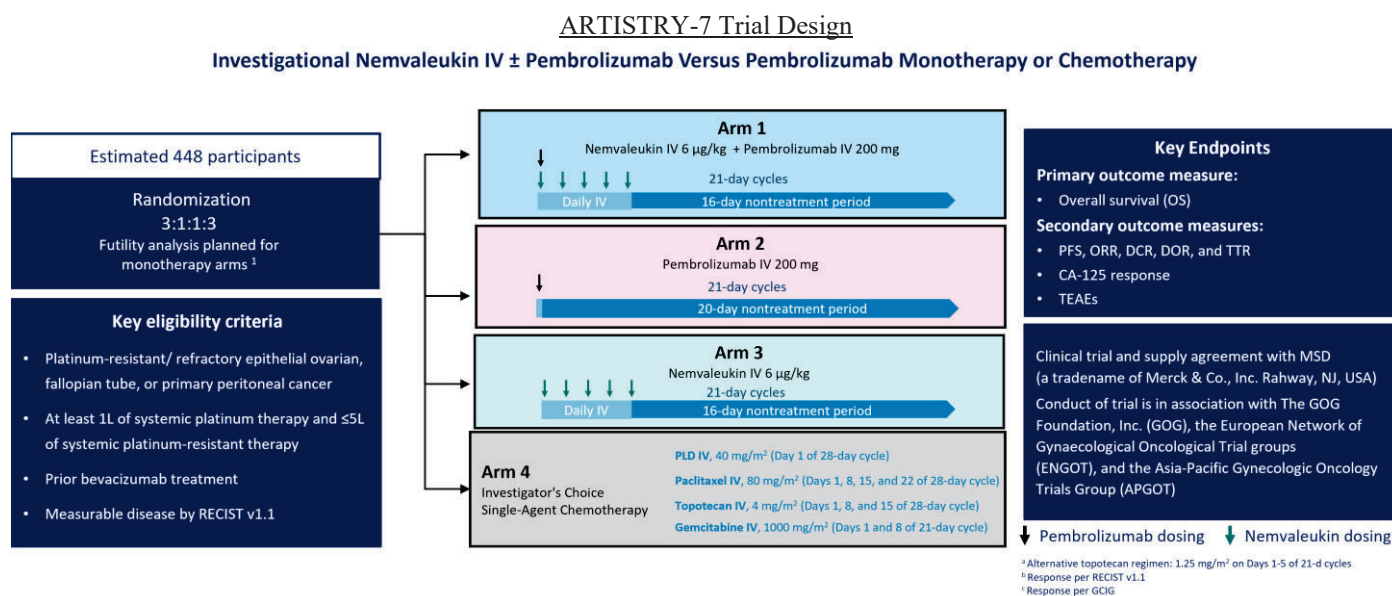 ARTISTRY-7 Trial Design
Investigational Nemvaleukin IV ± Pembrolizumab Versus Pembrolizumab Monotherapy or Chemotherapy
Estimated 448 participants
Randomization
3:1:1:3
Futility analysis planned for
monotherapy arms ¹
Key eligibility criteria
• Platinum-resistant/ refractory epithelial ovarian,
fallopian tube, or primary peritoneal cancer
• At least 1L of systemic platinum therapy and ≤5L
of systemic platinum-resistant therapy
• Prior bevacizumab treatment
• Measurable disease by RECIST v1.1
Arm 1
Nemvaleukin IV 6 µg/kg + Pembrolizumab IV 200 mg
21-day cycles
Daily IV
16-day nontreatment period
Arm 2
Pembrolizumab IV 200 mg
21-day cycles
20-day nontreatment period
Arm 3
Nemvaleukin IV 6 µg/kg
21-day cycles
Daily IV
16-day nontreatment period
Arm 4
Investigator's Choice
Single-Agent Chemotherapy
PLD IV, 40 mg/m² (Day 1 of 28-day cycle)
Paclitaxel IV, 80 mg/m² (Days 1, 8, 15, and 22 of 28-day cycle)
Topotecan IV, 4 mg/m² (Days 1, 8, and 15 of 28-day cycle)
Gemcitabine IV, 1000 mg/m² (Days 1 and 8 of 21-day cycle)
Key Endpoints
Primary outcome measure:
• Overall survival (OS)
Secondary outcome measures:
• PFS, ORR, DCR, DOR, and TTR
• CA-125 response
• TEAEs
Clinical trial and supply agreement with MSD
(a tradename of Merck & Co., Inc. Rahway, NJ, USA)
Conduct of trial is in association with The GOG
Foundation, Inc. (GOG), the European Network of
Gynaecological Oncological Trial groups
(ENGOT), and the Asia-Pacific Gynecologic Oncology
Trials Group (APGOT)
Pembrolizumab dosing
Nemvaleukin dosing
ᵃ Alternative topotecan regimen: 1.25 mg/m² on Days 1-5 of 21-d cycles
ᵇ Response per RECIST v1.1
ᶜ Response per GCIG